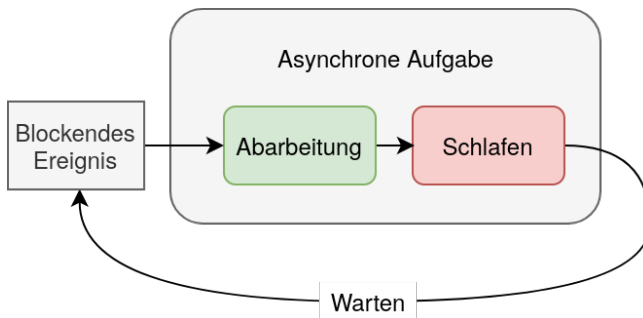 Asynchrone Aufgabe
Blockendes
Ereignis
Abarbeitung
Schlafen
Warten